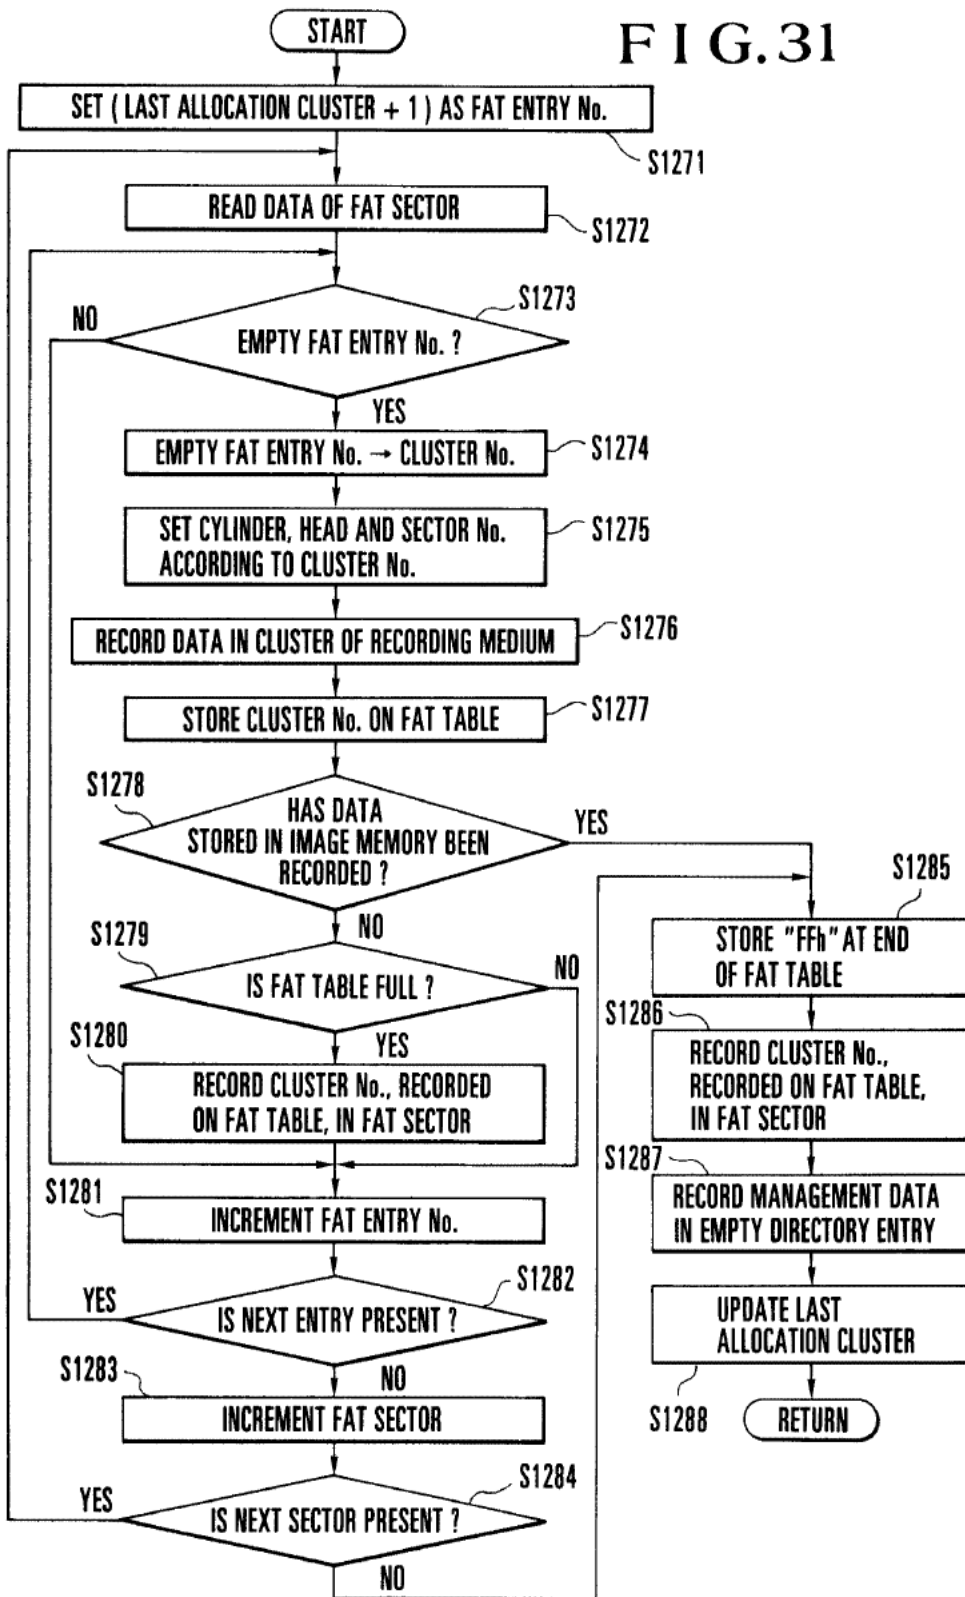 START
FIG.31
SET (LAST ALLOCATION CLUSTER + 1) AS FAT ENTRY No.
S1271
READ DATA OF FAT SECTOR
S1272
S1273
NO
EMPTY FAT ENTRY No. ?
YES
EMPTY FAT ENTRY No. → CLUSTER No.
S1274
SET CYLINDER, HEAD AND SECTOR No.
ACCORDING TO CLUSTER No.
S1275
RECORD DATA IN CLUSTER OF RECORDING MEDIUM
S1276
STORE CLUSTER No. ON FAT TABLE
S1277
S1278
HAS DATA
STORED IN IMAGE MEMORY BEEN
RECORDED ?
YES
NO
S1279
IS FAT TABLE FULL ?
NO
YES
S1280
RECORD CLUSTER No., RECORDED
ON FAT TABLE, IN FAT SECTOR
S1281
INCREMENT FAT ENTRY No.
S1282
YES
IS NEXT ENTRY PRESENT ?
NO
S1283
INCREMENT FAT SECTOR
S1284
YES
IS NEXT SECTOR PRESENT ?
NO
S1285
STORE "FFh" AT END
OF FAT TABLE
S1286
RECORD CLUSTER No.,
RECORDED ON FAT TABLE,
IN FAT SECTOR
S1287
RECORD MANAGEMENT DATA
IN EMPTY DIRECTORY ENTRY
UPDATE LAST
ALLOCATION CLUSTER
S1288
RETURN